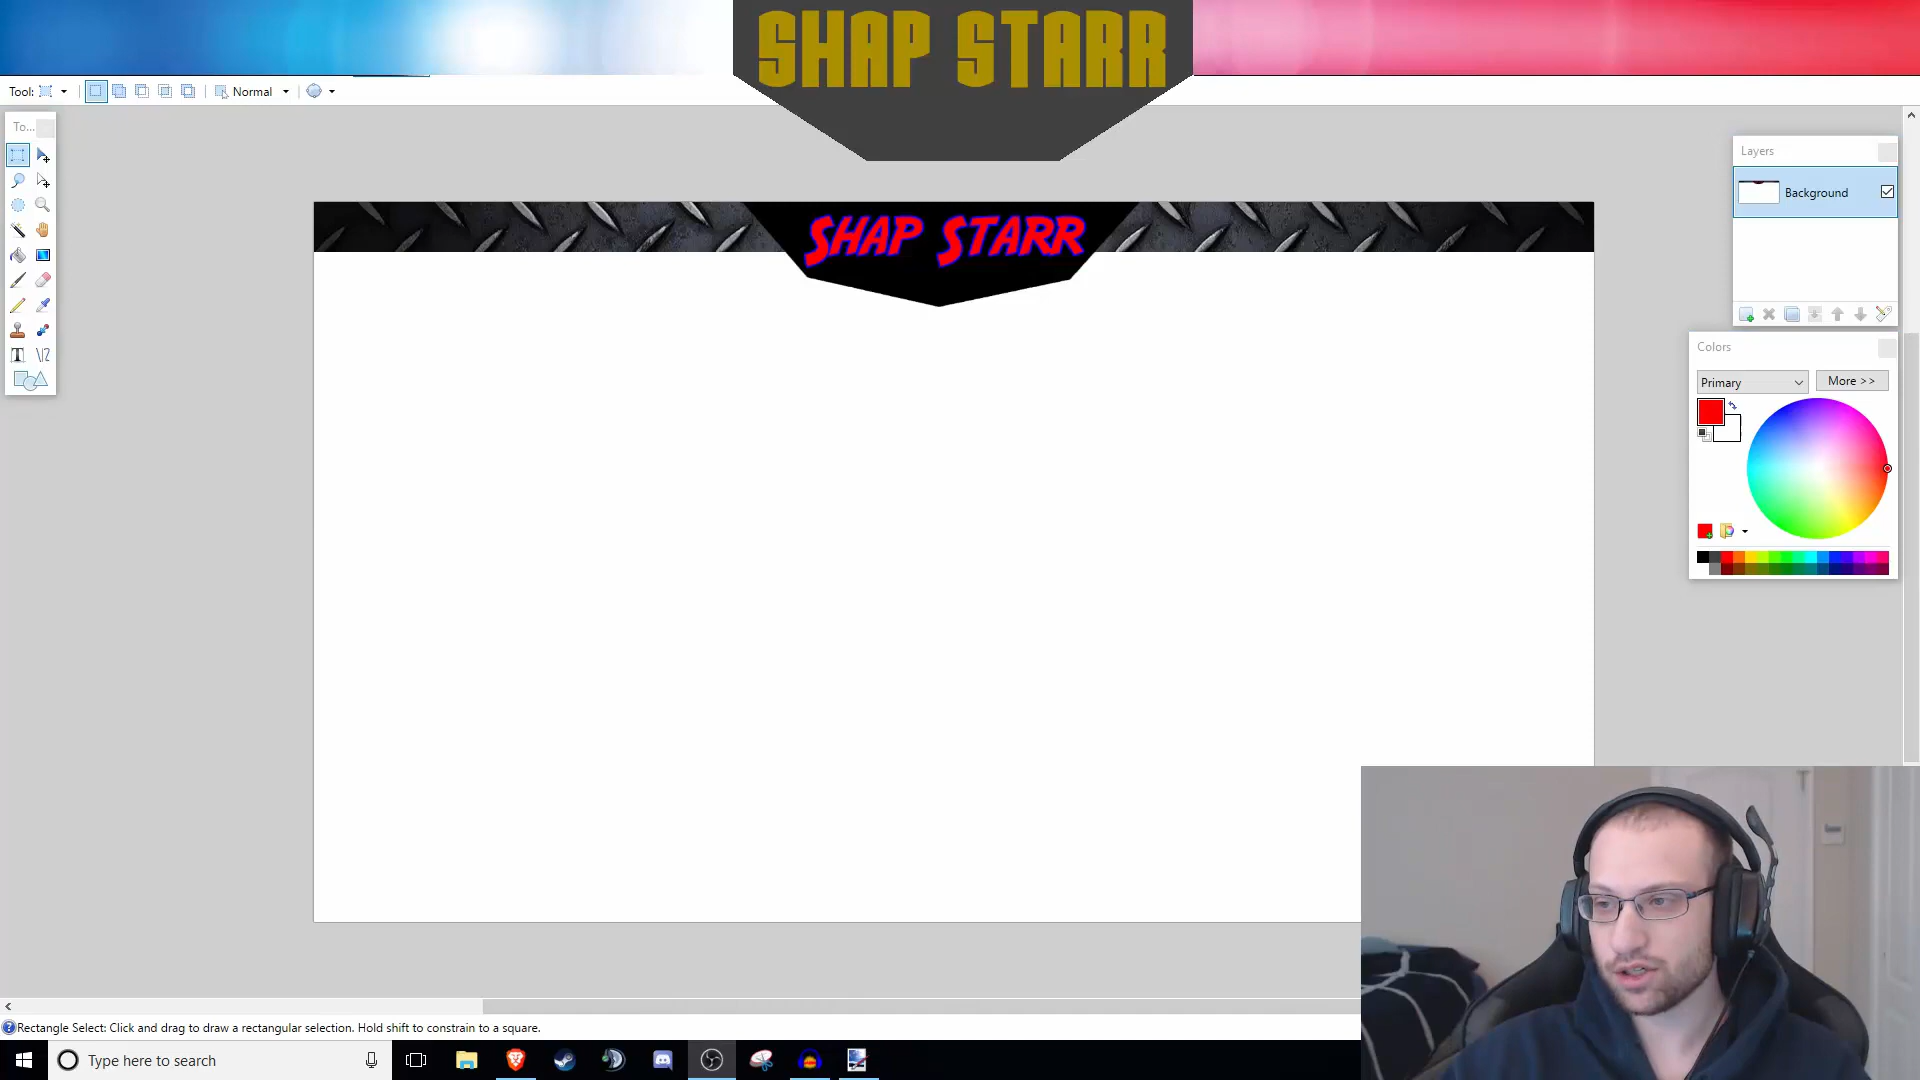 SHAP STARR
Tool:
Normal
To...
Layers
SHAP STARR
Background
Colors
Primary
More >>
Rectangle Select: Click and drag to draw a rectangular selection. Hold shift to constrain to a square.
Type here to search